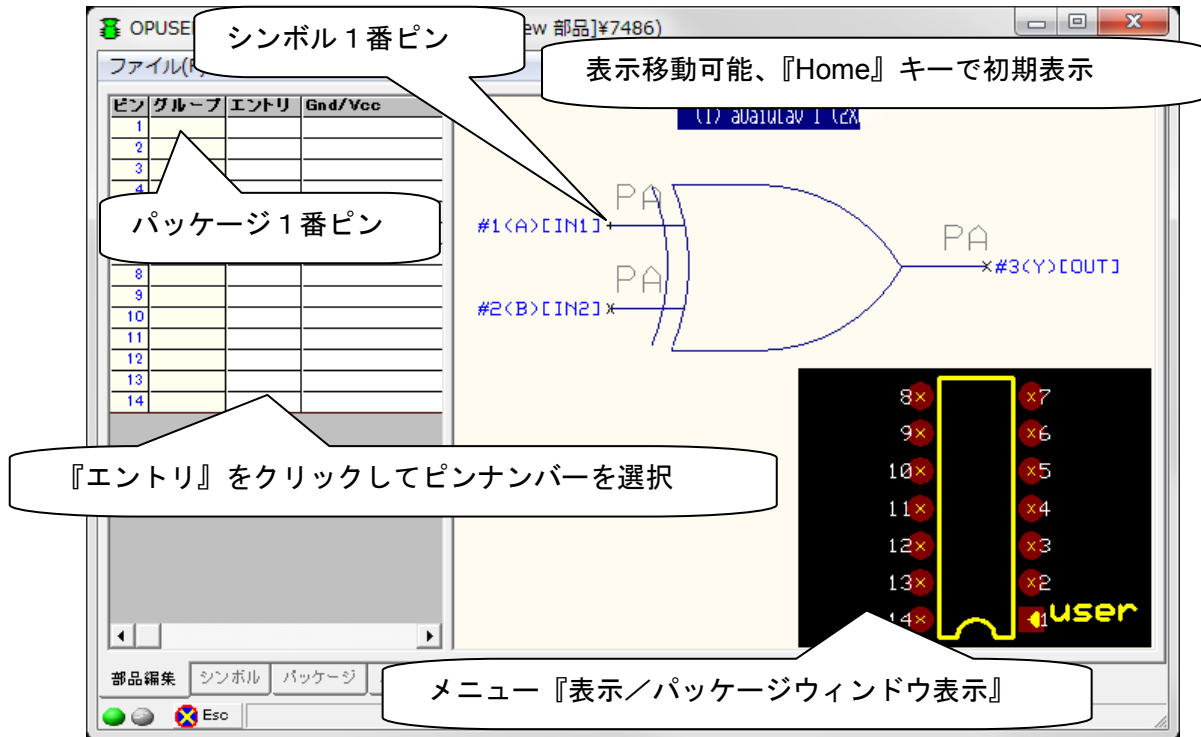 OPUSE
ew 部品]¥7486)
シンボル１番ピン
表示移動可能、『Home』キーで初期表示
ファイル(F)
ピン グループ エントリ Gnd/Vcc
1
2
3
4
パッケージ１番ピン
8
9
10
11
12
13
14
PA
#1(A)[IN1]
PA
#3(Y)[OUT]
PA
#2(B)[IN2]
8 7
9 6
10 5
11 4
12 3
13 2
14 1 user
『エントリ』をクリックしてピンナンバーを選択
メニュー『表示／パッケージウィンドウ表示』
部品編集 シンボル パッケージ
Esc